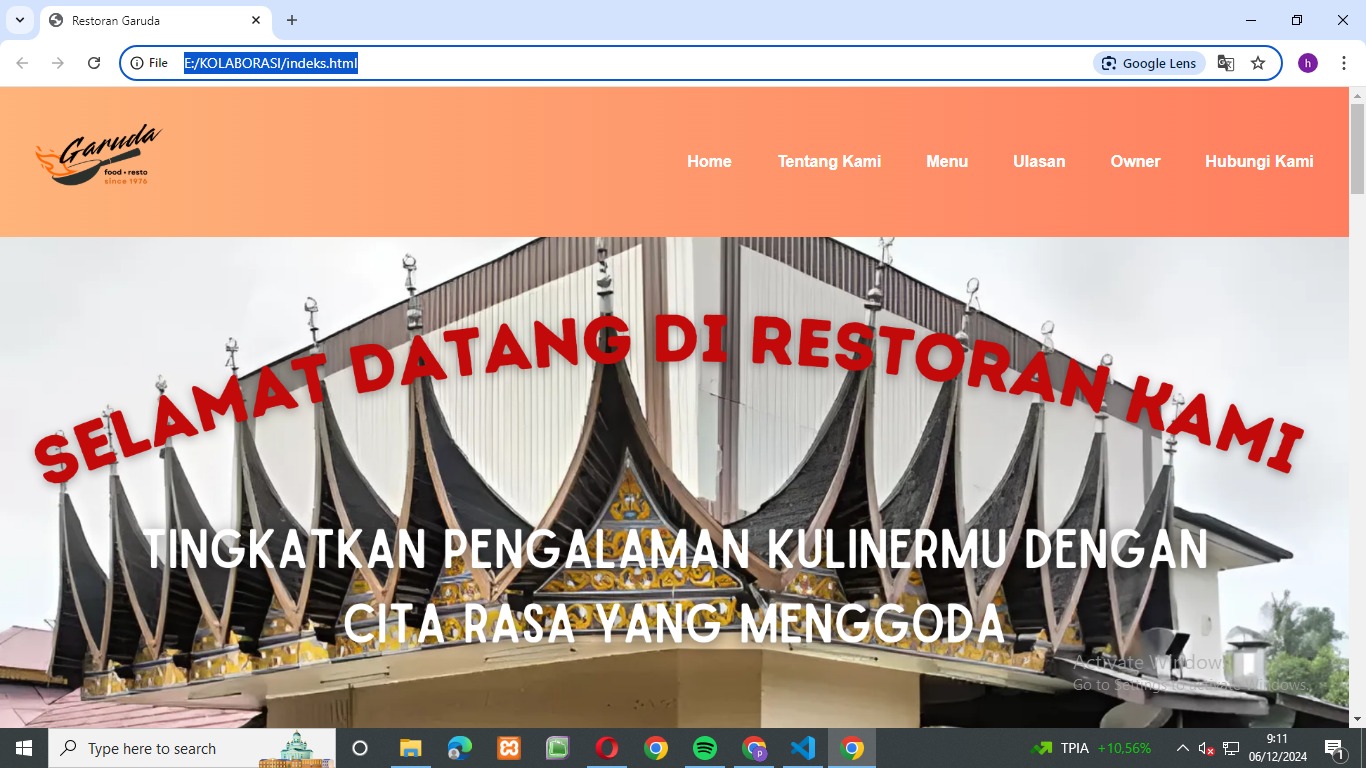 Restoran Garuda
File
E:/KOLABORASI/indeks.html
Google Lens
h
Garuda
food • resto
since 1976
Home
Tentang Kami
Menu
Ulasan
Owner
Hubungi Kami
SELAMAT DATANG DI RESTORAN KAMI
TINGKATKAN PENGALAMAN KULINERMU DENGAN
CITA RASA YANG MENGGODA
Activate Windows
Go to Settings to activate Windows.
Type here to search
p
TPIA +10,56%
9:11
06/12/2024
1